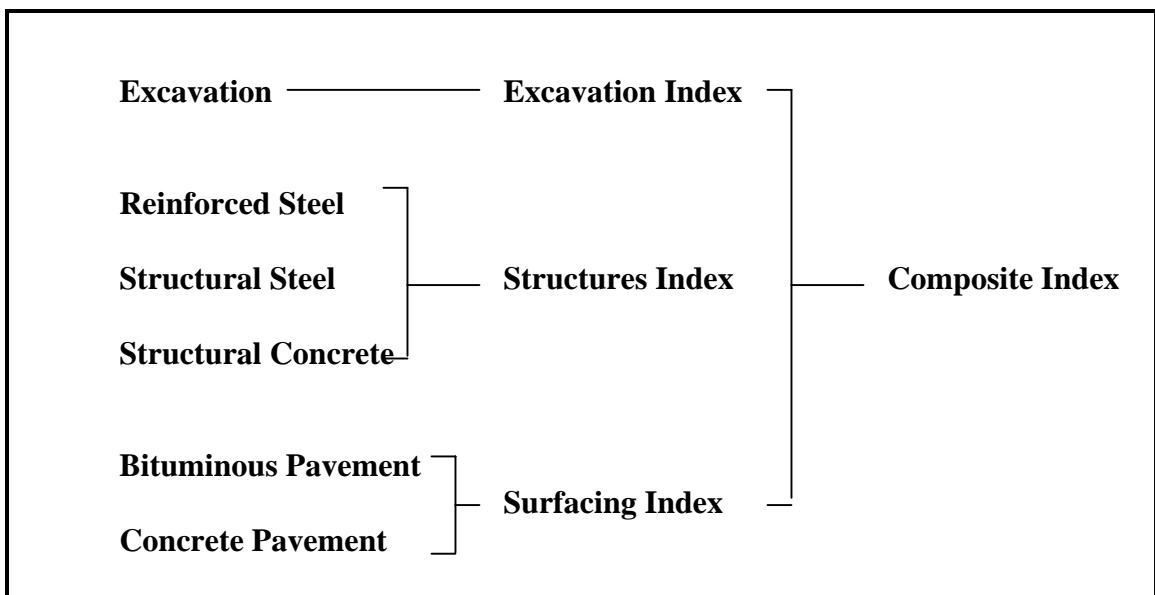 Excavation
Excavation Index
Reinforced Steel
Structural Steel
Structures Index
Composite Index
Structural Concrete
Bituminous Pavement
Surfacing Index
Concrete Pavement